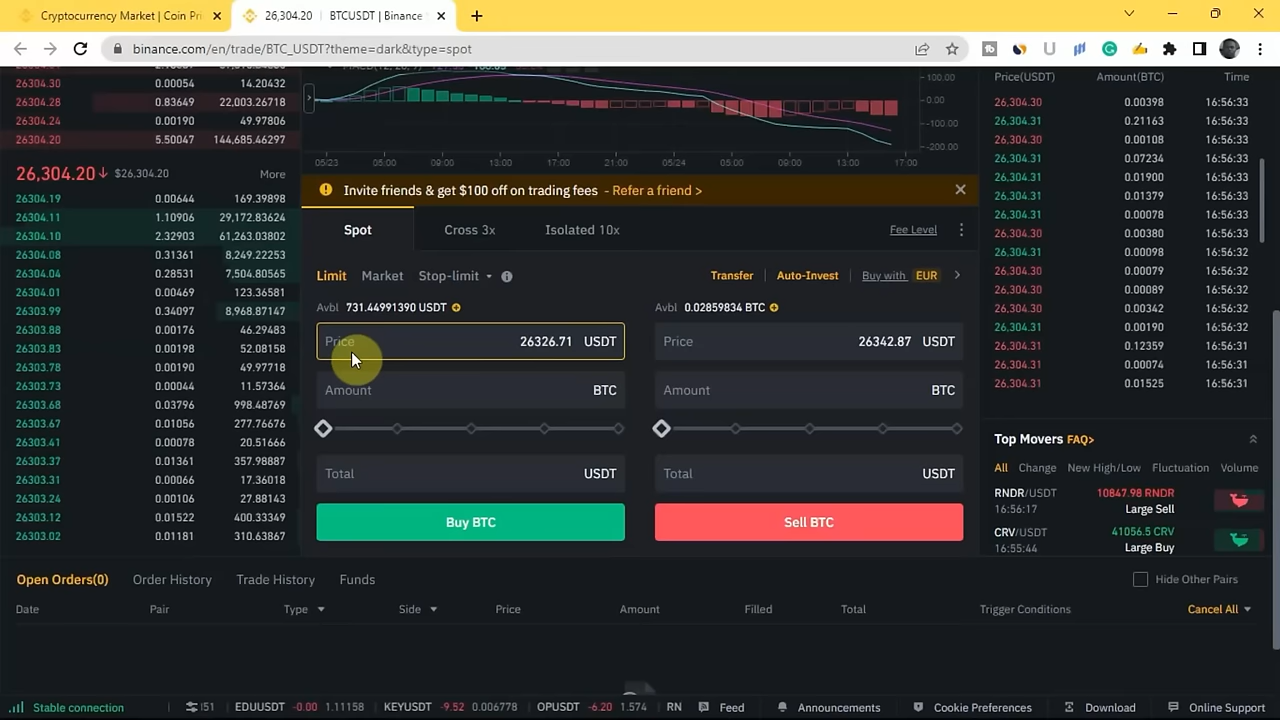 Cryptocurrency Market | Coin Pri
26,304.20 | BTCUSDT | Binance
binance.com/en/trade/BTC_USDT?theme=dark&type=spot
26304.30 0.00054 14.20432
26304.28 0.83649 22,003.26718
26304.24 0.00190 49.97806
26304.20 5.50047 144,685.46297
26,304.20 $26,304.20 More
26304.19 0.00644 169.39898
26304.11 1.10906 29,172.83624
26304.10 2.32903 61,263.03802
26304.08 0.31361 8,249.22253
26304.04 0.28531 7,504.80565
26304.01 0.00469 123.36581
26303.99 0.34097 8,968.87147
26303.88 0.00176 46.29483
26303.83 0.00198 52.08158
26303.78 0.00190 49.97718
26303.73 0.00044 11.57364
26303.68 0.03796 998.48769
26303.67 0.01056 277.76676
26303.41 0.00078 20.51666
26303.37 0.01361 357.98887
26303.31 0.00066 17.36018
26303.24 0.00106 27.88143
26303.12 0.01522 400.33349
26303.02 0.01181 310.63867
100.00
0.00
-100.00
-200.00
05/23 05:00 09:00 13:00 17:00 21:00 05/24 05:00 09:00 13:00 17:00
Invite friends & get $100 off on trading fees - Refer a friend >
Spot Cross 3x Isolated 10x Fee Level
Limit Market Stop-limit Transfer Auto-Invest Buy with EUR
Avbl 731.44991390 USDT Avbl 0.02859834 BTC
Price 26326.71 USDT Price 26342.87 USDT
Amount BTC Amount BTC
Total USDT Total USDT
Buy BTC Sell BTC
Price(USDT) Amount(BTC) Time
26,304.30 0.00398 16:56:33
26,304.31 0.21163 16:56:33
26,304.30 0.00108 16:56:33
26,304.31 0.07234 16:56:33
26,304.31 0.01900 16:56:33
26,304.31 0.01379 16:56:33
26,304.31 0.00078 16:56:33
26,304.30 0.00380 16:56:33
26,304.31 0.00098 16:56:32
26,304.30 0.00079 16:56:32
26,304.30 0.00089 16:56:32
26,304.30 0.00342 16:56:32
26,304.31 0.00190 16:56:32
26,304.30 0.12359 16:56:31
26,304.30 0.00074 16:56:31
26,304.31 0.01525 16:56:31
Top Movers FAQ>
All Change New High/Low Fluctuation Volume
RNDR/USDT 10847.98 RNDR
16:56:17 Large Sell
CRV/USDT 41056.5 CRV
16:55:44 Large Buy
Open Orders(0) Order History Trade History Funds Hide Other Pairs
Date Pair Type Side Price Amount Filled Total Trigger Conditions Cancel All
Stable connection EDUUSDT -0.00 1.11158 KEYUSDT -9.52 0.006778 OPUSDT -6.20 1.574 RN Feed Announcements Cookie Preferences Download Online Support